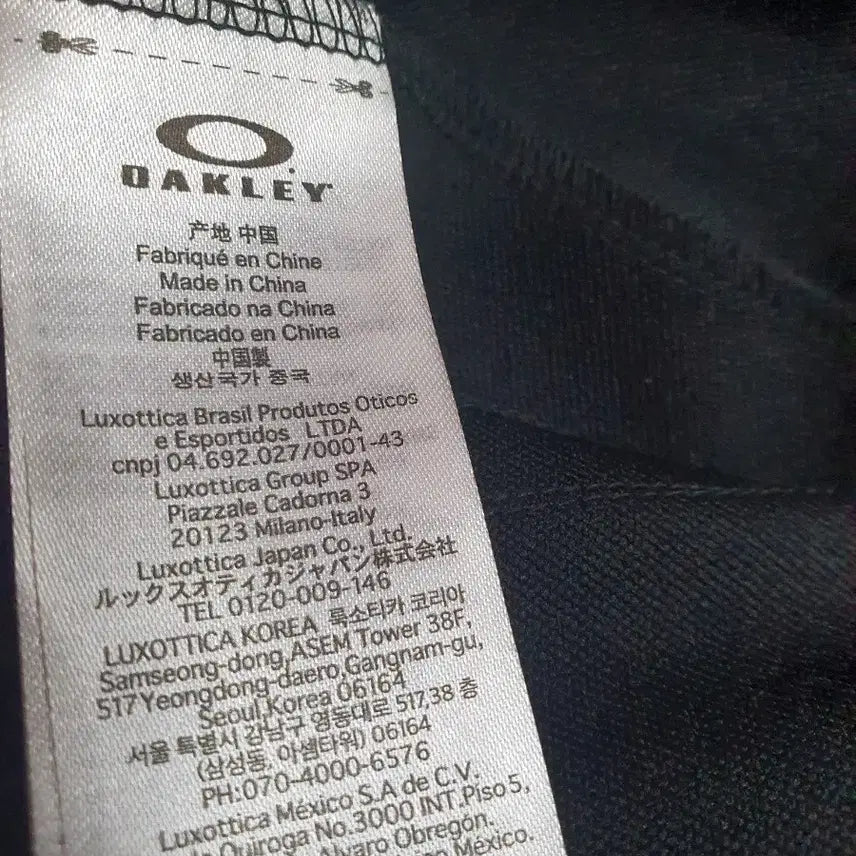 OAKLEY
产地 中国
Fabriqué en Chine
Made in China
Fabricado na China
Fabricado en China
中国製
생산국가 중국
Luxottica Brasil Produtos Oticos
e Esportidos LTDA
cnpj 04.692.027/0001-43
Luxottica Group SPA
Piazzale Cadorna 3
20123 Milano-Italy
Luxottica Japan Co., Ltd.
ルックスオティカジャパン株式会社
TEL 0120-009-146
LUXOTTICA KOREA 룩소티카 코리아
Samseong-dong,ASEM Tower 38F,
517 Yeongdong-daero,Gangnam-gu,
Seoul,Korea 06164
서울 특별시 강남구 영동대로 517,38 층
(삼성동, 아셈타워) 06164
PH:070-4000-6576
Luxottica México S.A de C.V.
Quiroga No.3000 INT.Piso 5,
Alvaro Obregón.
México.